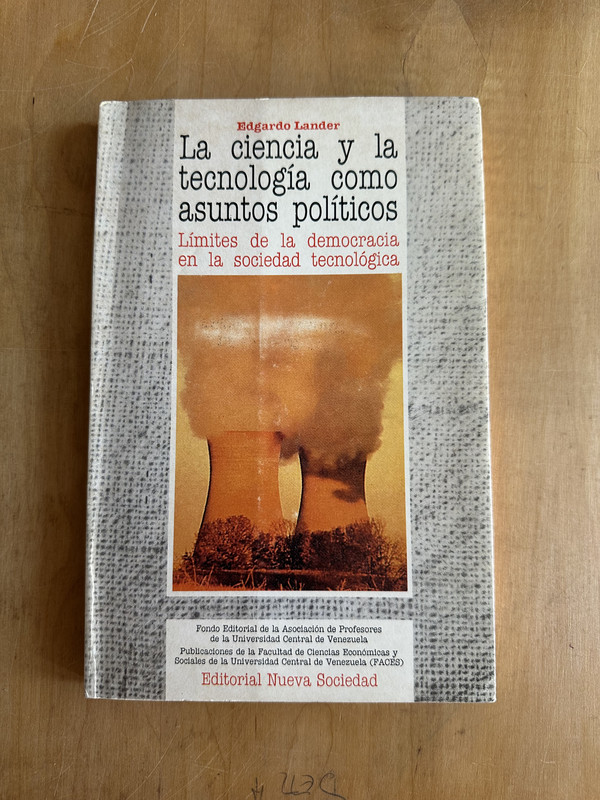 Edgardo Lander
La ciencia y la
tecnología como
asuntos políticos
Límites de la democracia
en la sociedad tecnológica
Fondo Editorial de la Asociación de Profesores
de la Universidad Central de Venezuela
Publicaciones de la Facultad de Ciencias Económicas y
Sociales de la Universidad Central de Venezuela (FACES)
Editorial Nueva Sociedad